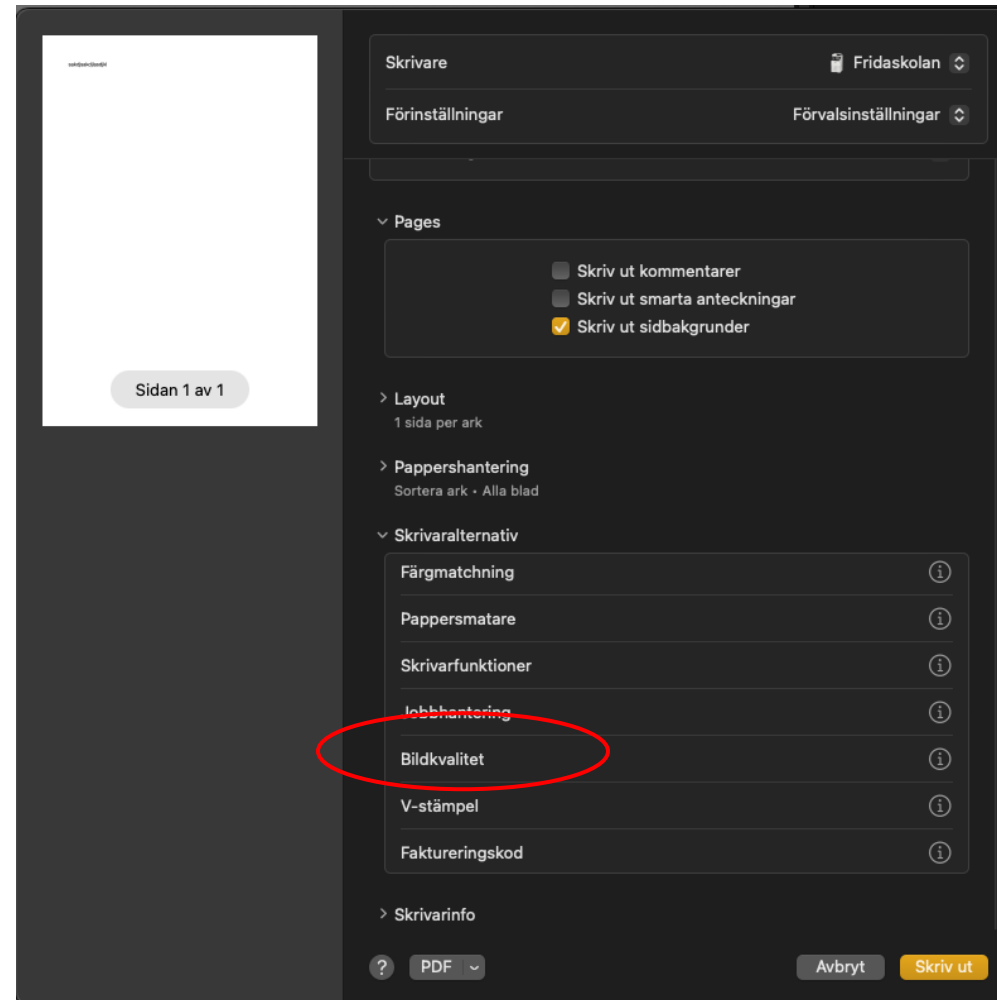 Skrivare
Fridaskolan
Förinställningar
Förvalsinställningar
Pages
Skriv ut kommentarer
Skriv ut smarta anteckningar
Skriv ut sidbakgrunder
Sidan 1 av 1
Layout
1 sida per ark
Pappershantering
Sortera ark • Alla blad
Skrivaralternativ
Färgmatchning
Pappersmatare
Skrivarfunktioner
Jobbhantering
Bildkvalitet
V-stämpel
Faktureringskod
Skrivarinfo
?
PDF
Avbryt
Skriv ut